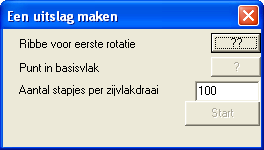 Een uitslag maken
Ribbe voor eerste rotatie ??
Punt in basisvlak ?
Aantal stapjes per zijvlakdraai 100
Start